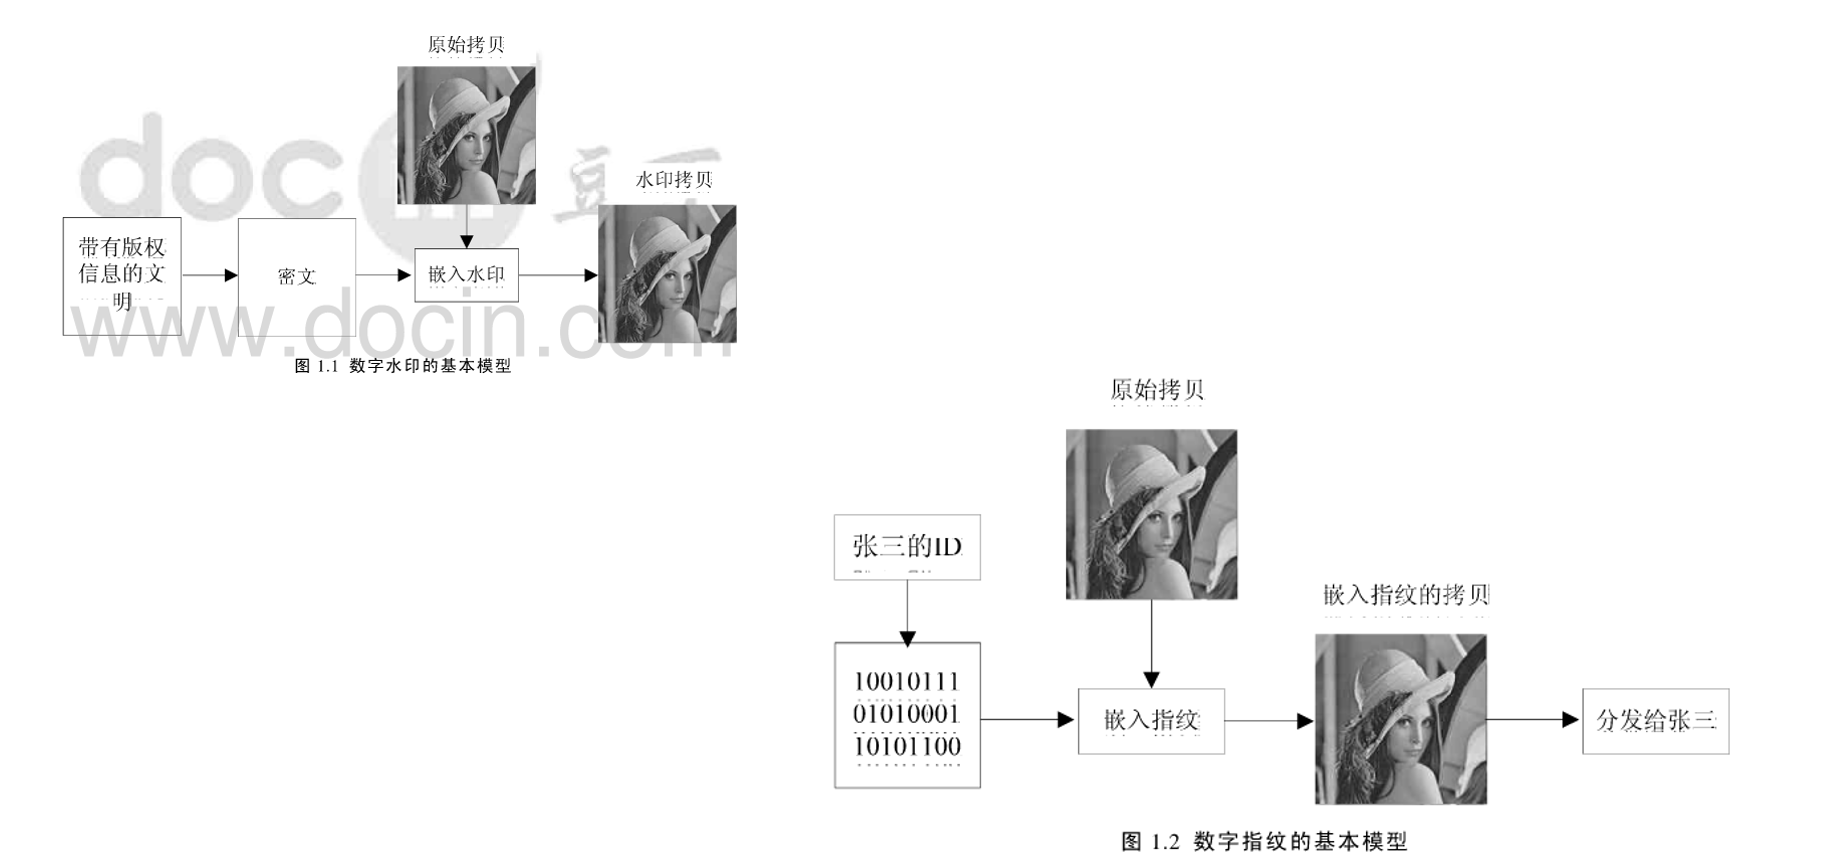 原始拷贝
doc in 豆丁
水印拷贝
带有版权
信息的文
明
密文
嵌入水印
www.docin.com
图 1.1 数字水印的基本模型
原始拷贝
张三的ID
嵌入指纹的拷贝
10010111
01010001
10101100
嵌入指纹
分发给张三
图 1.2 数字指纹的基本模型